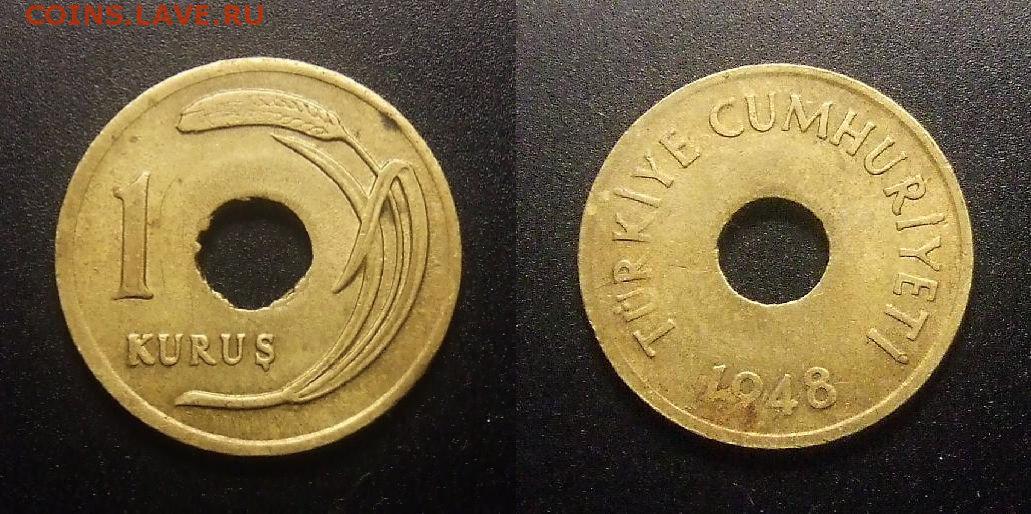 COINS.LAVE.RU
1
KURUŞ
TÜRKİYE CUMHURİYETİ
1948